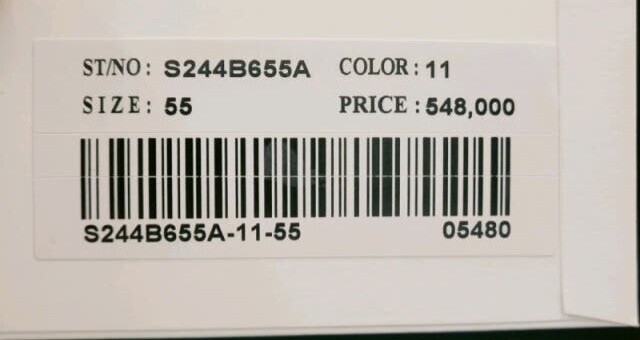 ST/NO: S244B655A COLOR: 11
SIZE: 55 PRICE: 548,000
S244B655A-11-55 05480